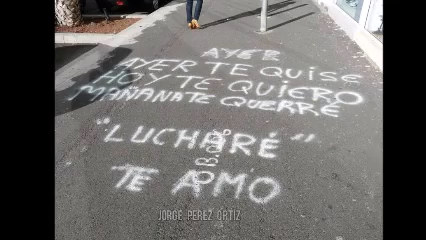 AYER
AYER TE QUISE
HOY TE QUIERO
MAÑANA TE QUERRÉ
"LUCHARÉ"
TE AMO
JORGE PEREZ ORTIZ